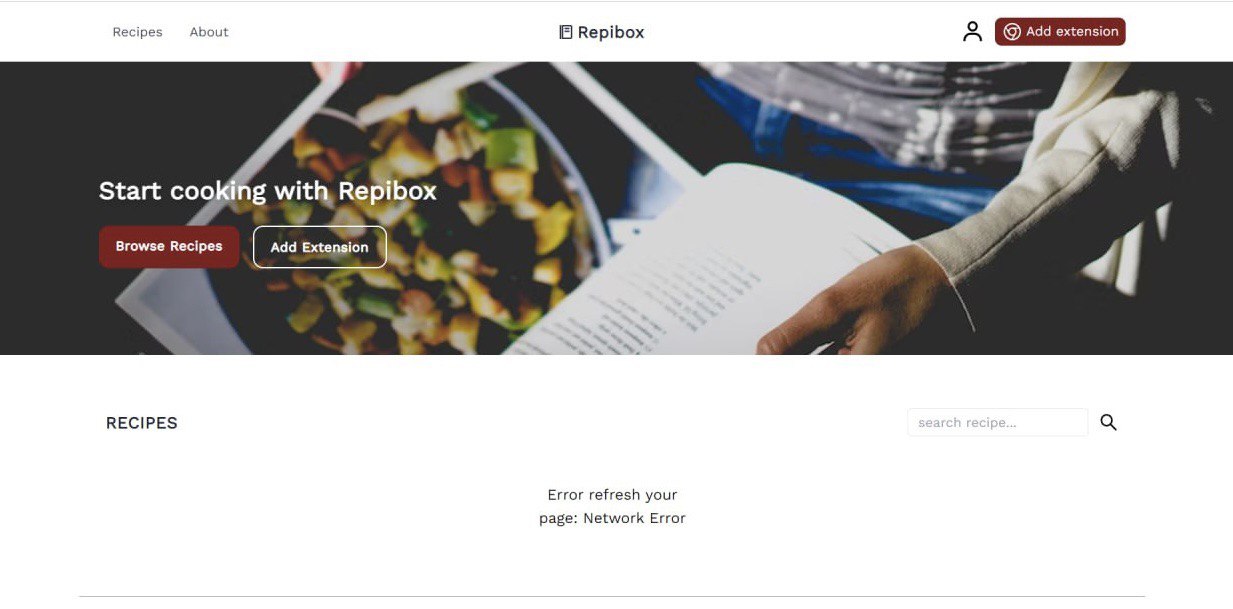 Recipes About Repibox Add extension
Start cooking with Repibox
Browse Recipes Add Extension
RECIPES search recipe...
Error refresh your
page: Network Error